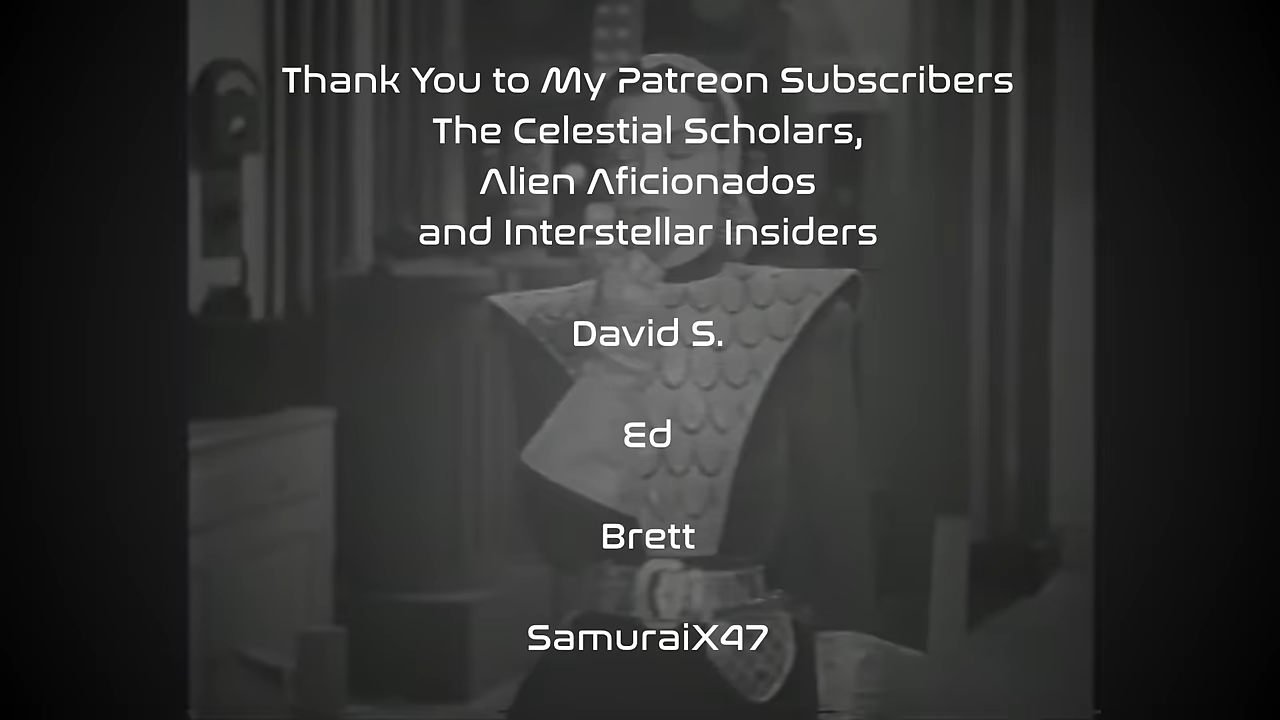 Thank You to My Patreon Subscribers
The Celestial Scholars,
Alien Aficionados
and Interstellar Insiders
David S.
Ed
Brett
SamuraiX47